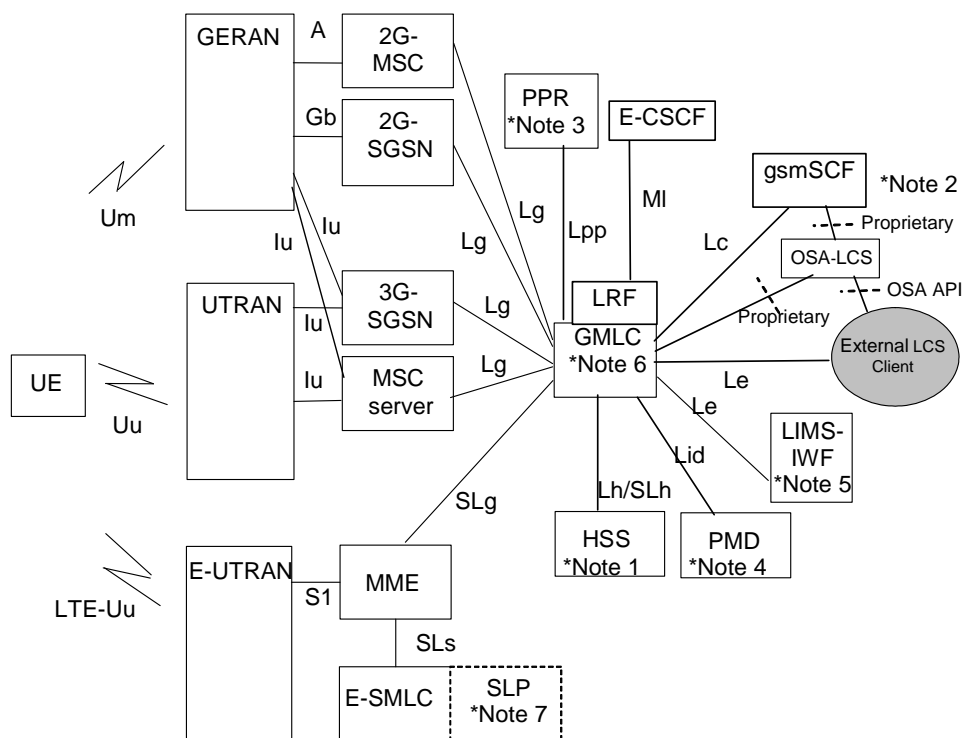 GERAN
A
2G-
MSC
Gb
2G-
SGSN
PPR
*Note 3
E-CSCF
gsmSCF
*Note 2
Um
Iu
Iu
Lg
Lg
Lpp
Ml
Lc
Proprietary
OSA-LCS
OSA API
Proprietary
UTRAN
Iu
3G-
SGSN
Lg
LRF
GMLC
*Note 6
External LCS
Client
UE
Uu
Iu
MSC
server
Lg
Le
Le
LIMS-
IWF
*Note 5
SLg
Lh/SLh
Lid
HSS
*Note 1
PMD
*Note 4
LTE-Uu
E-UTRAN
S1
MME
SLs
E-SMLC
SLP
*Note 7